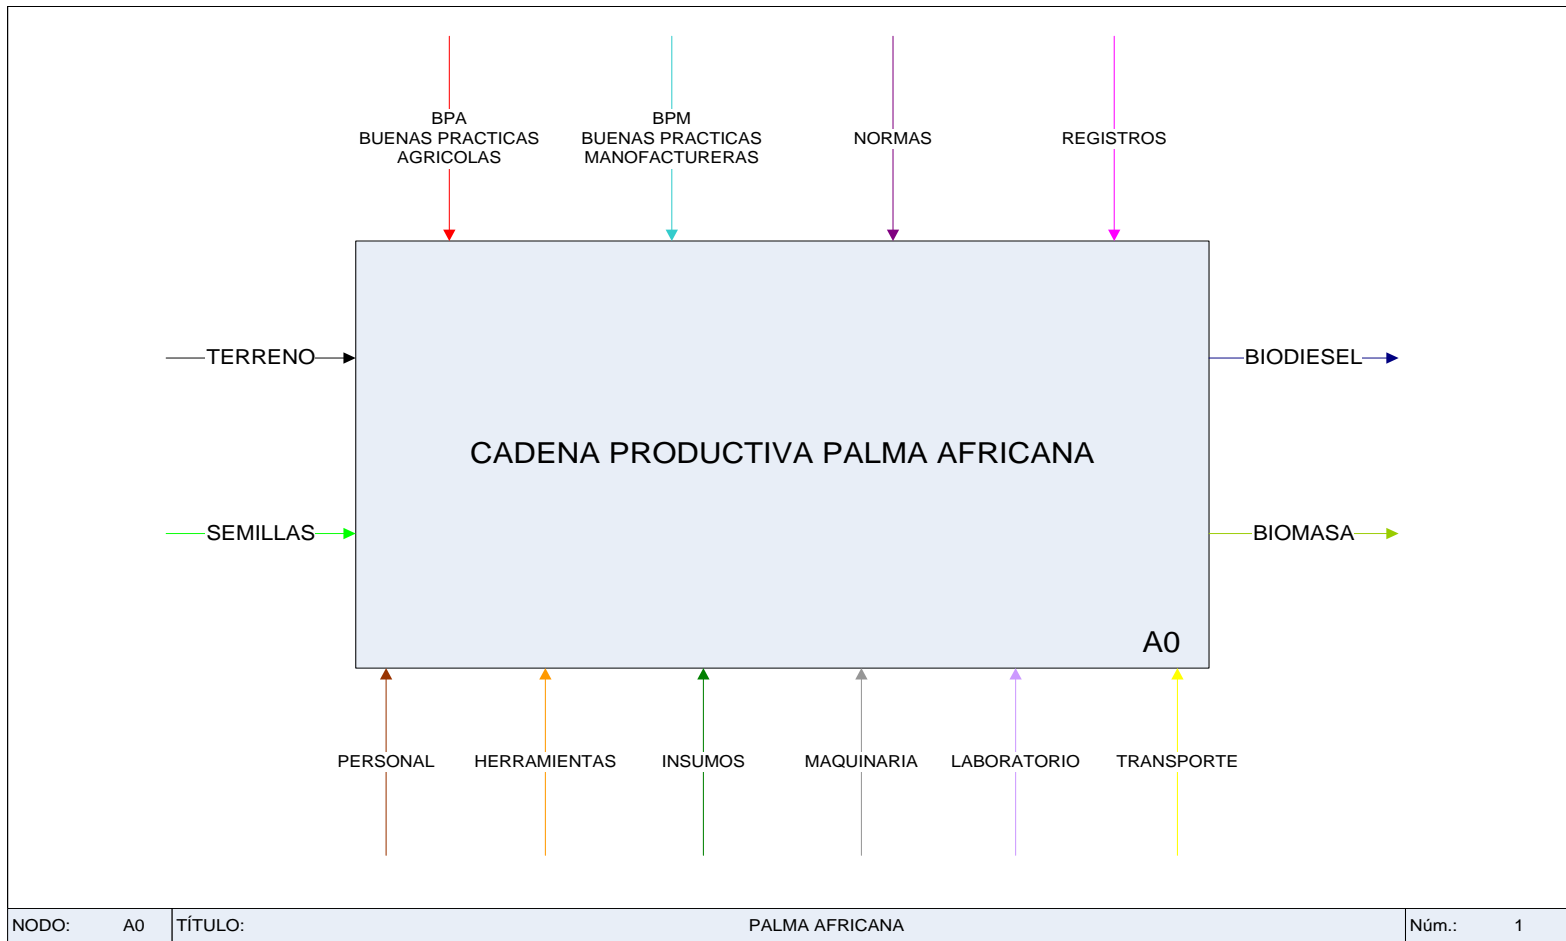 BPA
BUENAS PRACTICAS
AGRICOLAS
BPM
BUENAS PRACTICAS
MANOFACTURERAS
NORMAS
REGISTROS
TERRENO
BIODIESEL
CADENA PRODUCTIVA PALMA AFRICANA
SEMILLAS
BIOMASA
A0
PERSONAL
HERRAMIENTAS
INSUMOS
MAQUINARIA
LABORATORIO
TRANSPORTE
NODO: A0 TÍTULO: PALMA AFRICANA Núm.: 1